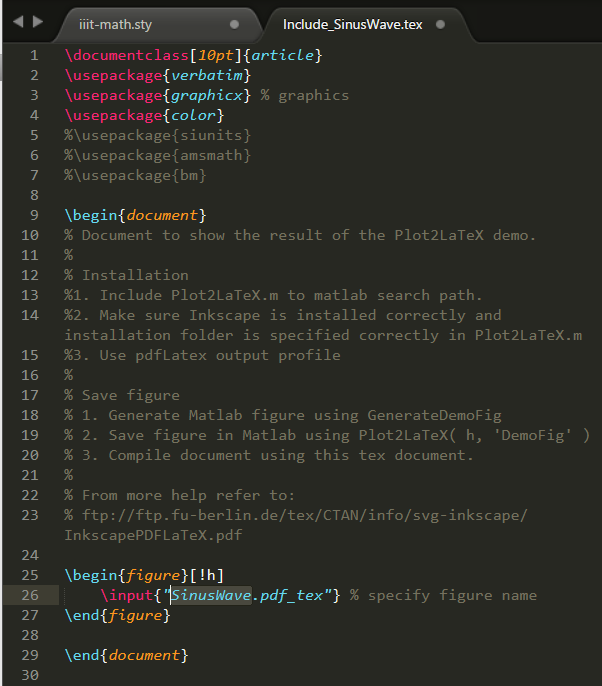 iiit-math.sty Include_SinusWave.tex
1 \documentclass[10pt]{article}
2 \usepackage{verbatim}
3 \usepackage{graphicx} % graphics
4 \usepackage{color}
5 %\usepackage{siunits}
6 %\usepackage{amsmath}
7 %\usepackage{bm}
8
9 \begin{document}
10 % Document to show the result of the Plot2LaTeX demo.
11 %
12 % Installation
13 %1. Include Plot2LaTeX.m to matlab search path.
14 %2. Make sure Inkscape is installed correctly and
installation folder is specified correctly in Plot2LaTeX.m
15 %3. Use pdfLatex output profile
16 %
17 % Save figure
18 % 1. Generate Matlab figure using GenerateDemoFig
19 % 2. Save figure in Matlab using Plot2LaTeX( h, 'DemoFig' )
20 % 3. Compile document using this tex document.
21 %
22 % From more help refer to:
23 % ftp://ftp.fu-berlin.de/tex/CTAN/info/svg-inkscape/
InkscapePDFLaTeX.pdf
24
25 \begin{figure}[!h]
26 \input{"SinusWave.pdf_tex"} % specify figure name
27 \end{figure}
28
29 \end{document}
30